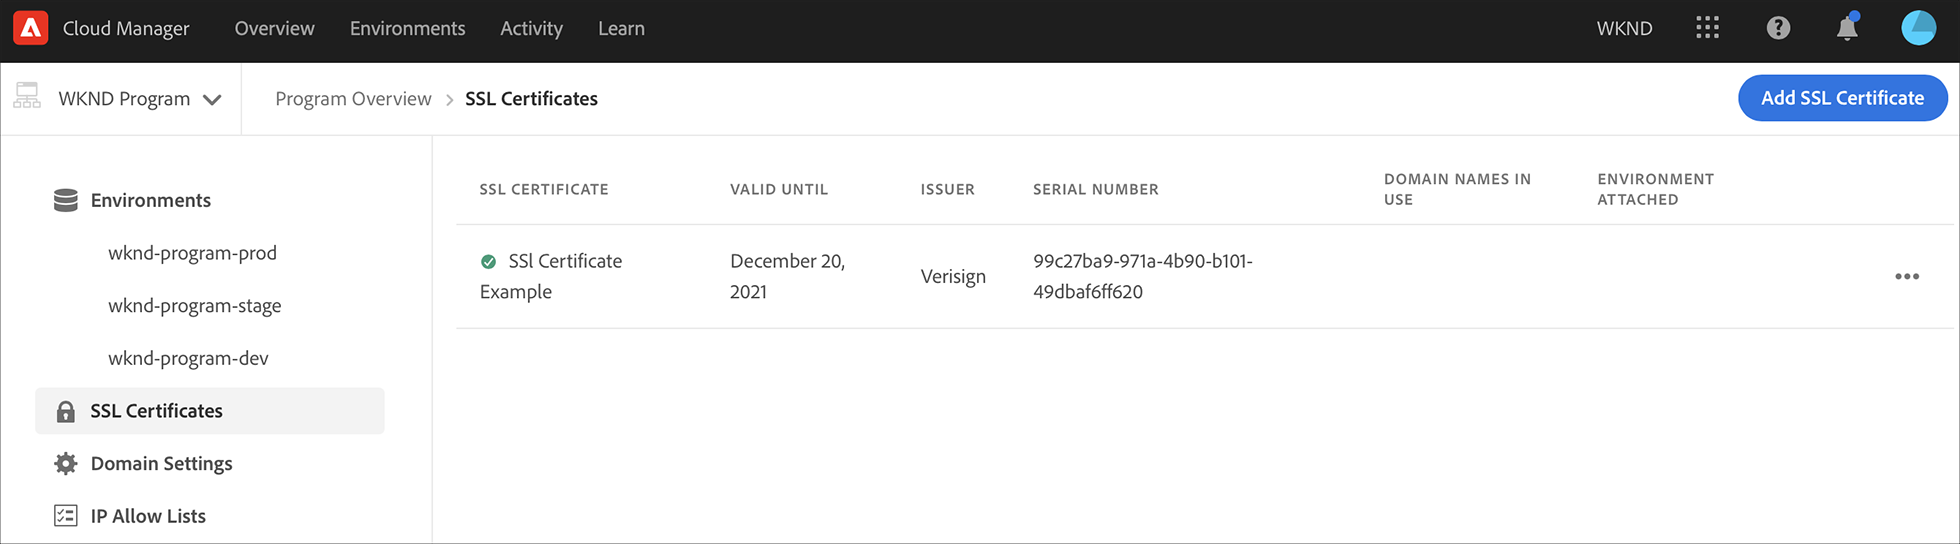 Cloud Manager Overview Environments Activity Learn WKND
WKND Program Program Overview > SSL Certificates Add SSL Certificate
Environments
wknd-program-prod
wknd-program-stage
wknd-program-dev
SSL Certificates
Domain Settings
IP Allow Lists
SSL CERTIFICATE VALID UNTIL ISSUER SERIAL NUMBER DOMAIN NAMES IN ENVIRONMENT
USE ATTACHED
SSl Certificate December 20, Verisign 99c27ba9-971a-4b90-b101-
Example 2021 49dbaf6ff620